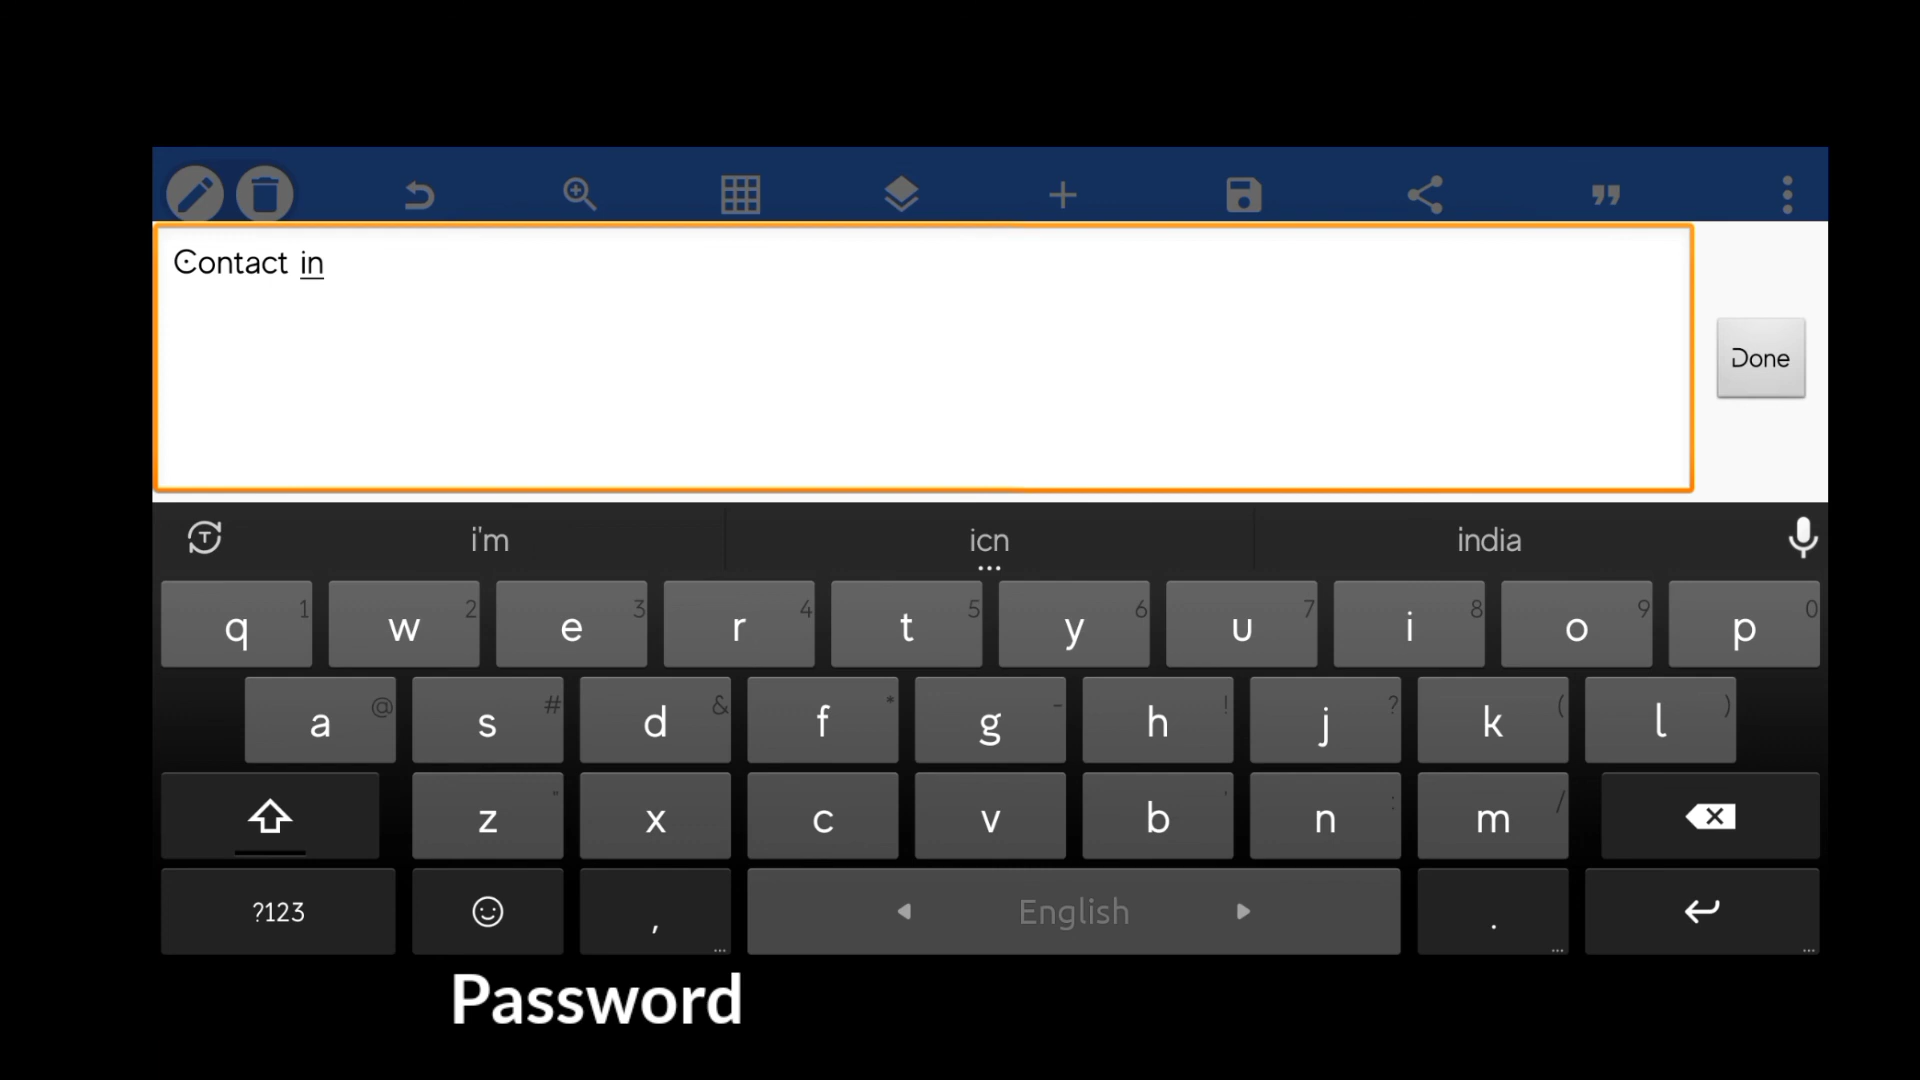 Contact in
Done
i'm icn india
q 1 w 2 e 3 r 4 t 5 y 6 u 7 i 8 o 9 p 0
a @ s # d & f * g - h ! j ? k ( l )
z " x c v b ' n : m /
?123 , English .
Password